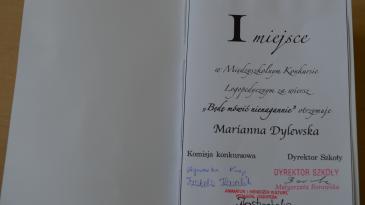 I miejsce
w Międzyszkolnym Konkursie
Logopedycznym za wiersz
„Będę mówić nienagannie" otrzymuje
Marianna Dylewska
Komisja konkursowa Dyrektor Szkoły
DYREKTOR SZKOŁY
Małgorzata Borowska